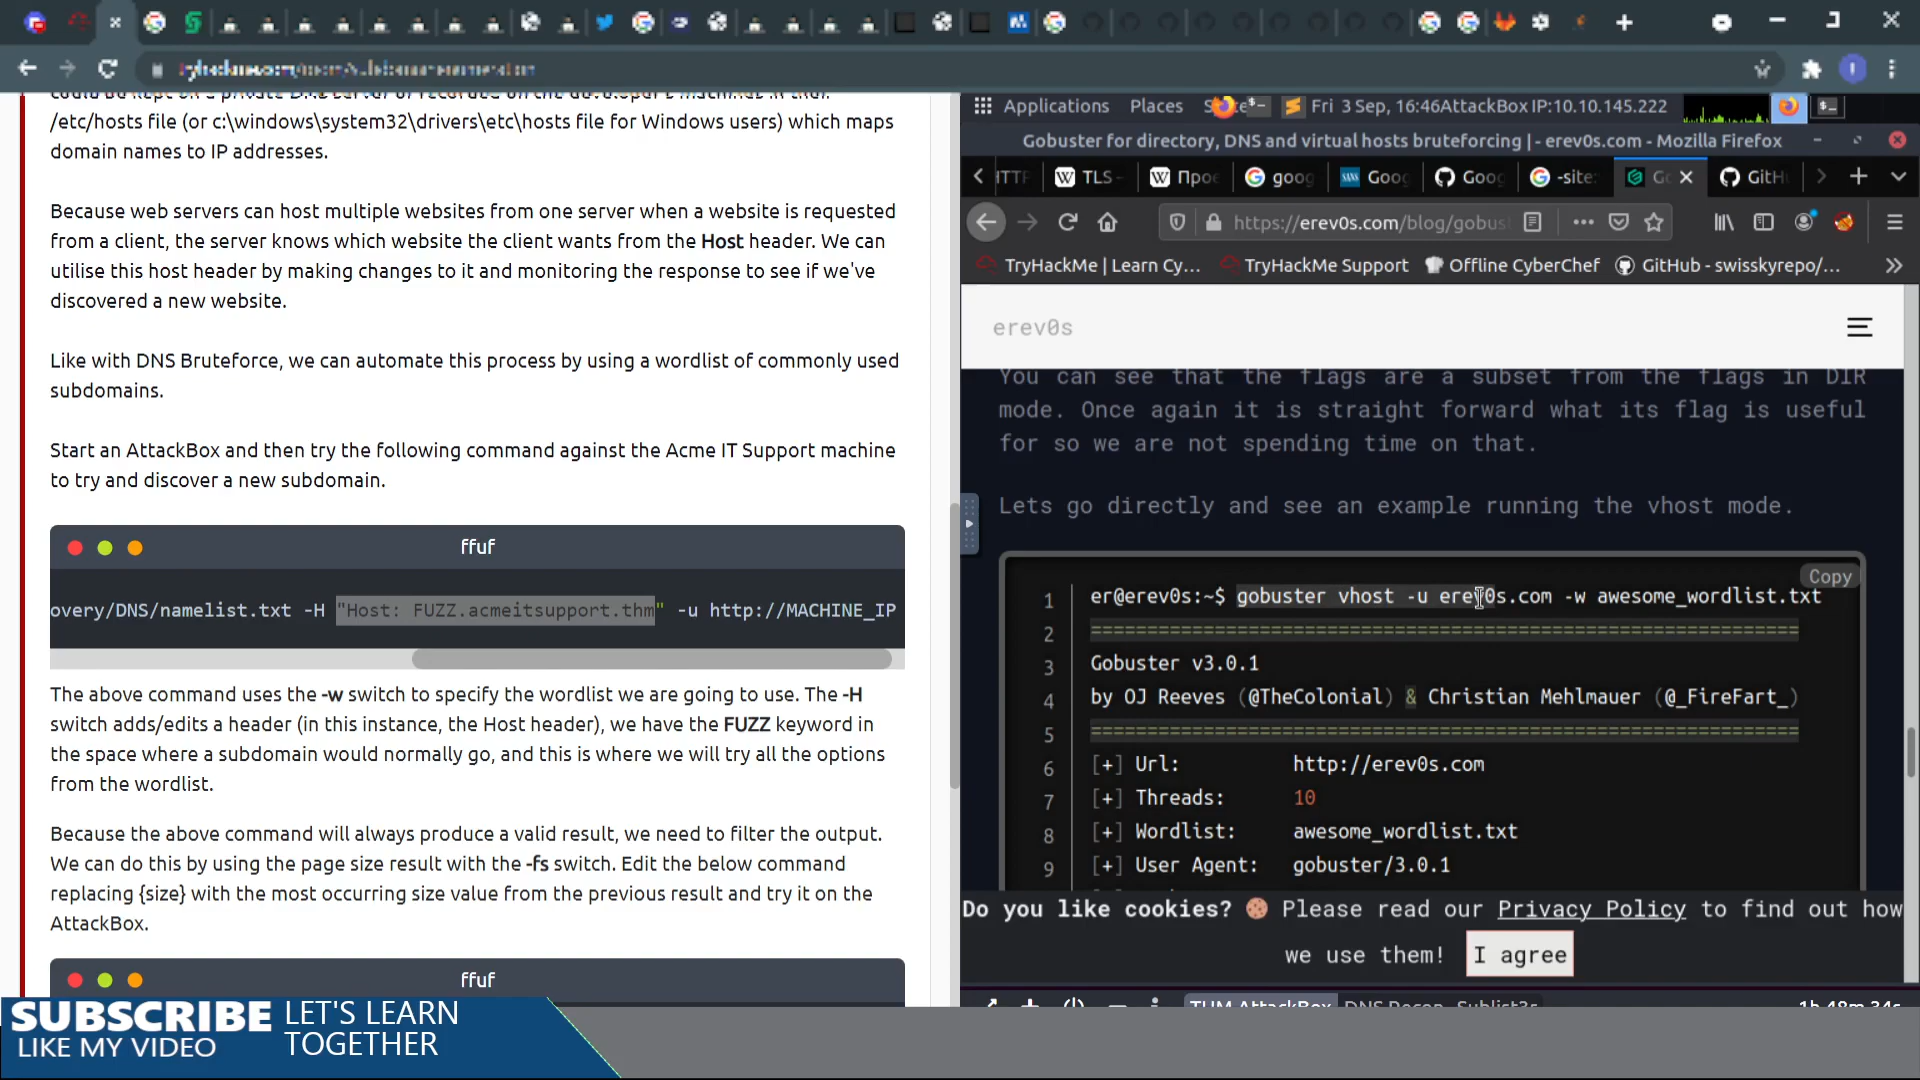 /etc/hosts file (or c:\windows\system32\drivers\etc\hosts file for Windows users) which maps
domain names to IP addresses.
Because web servers can host multiple websites from one server when a website is requested
from a client, the server knows which website the client wants from the Host header. We can
utilise this host header by making changes to it and monitoring the response to see if we've
discovered a new website.
Like with DNS Bruteforce, we can automate this process by using a wordlist of commonly used
subdomains.
Start an AttackBox and then try the following command against the Acme IT Support machine
to try and discover a new subdomain.
ffuf
overy/DNS/namelist.txt -H "Host: FUZZ.acmeitsupport.thm" -u http://MACHINE_IP
The above command uses the -w switch to specify the wordlist we are going to use. The -H
switch adds/edits a header (in this instance, the Host header), we have the FUZZ keyword in
the space where a subdomain would normally go, and this is where we will try all the options
from the wordlist.
Because the above command will always produce a valid result, we need to filter the output.
We can do this by using the page size result with the -fs switch. Edit the below command
replacing {size} with the most occurring size value from the previous result and try it on the
AttackBox.
ffuf
SUBSCRIBE LET'S LEARN
LIKE MY VIDEO TOGETHER
Applications Places Fri 3 Sep, 16:46 AttackBox IP:10.10.145.222
Gobuster for directory, DNS and virtual hosts bruteforcing | - erev0s.com - Mozilla Firefox
TLS - Прое goog Goog Goog -site: Go GitH
https://erev0s.com/blog/gobus
TryHackMe | Learn Cy... TryHackMe Support Offline CyberChef GitHub - swisskyrepo/...
erev0s
You can see that the flags are a subset from the flags in DIR
mode. Once again it is straight forward what its flag is useful
for so we are not spending time on that.
Lets go directly and see an example running the vhost mode.
Copy
1 er@erev0s:~$ gobuster vhost -u erev0s.com -w awesome_wordlist.txt
2 ===============================================================
3 Gobuster v3.0.1
4 by OJ Reeves (@TheColonial) & Christian Mehlmauer (@_FireFart_)
5 ===============================================================
6 [+] Url: http://erev0s.com
7 [+] Threads: 10
8 [+] Wordlist: awesome_wordlist.txt
9 [+] User Agent: gobuster/3.0.1
Do you like cookies? 🍪 Please read our Privacy Policy to find out how
we use them! I agree
THM AttackBox DNS Recon Sublist3r 1h 48m 34s